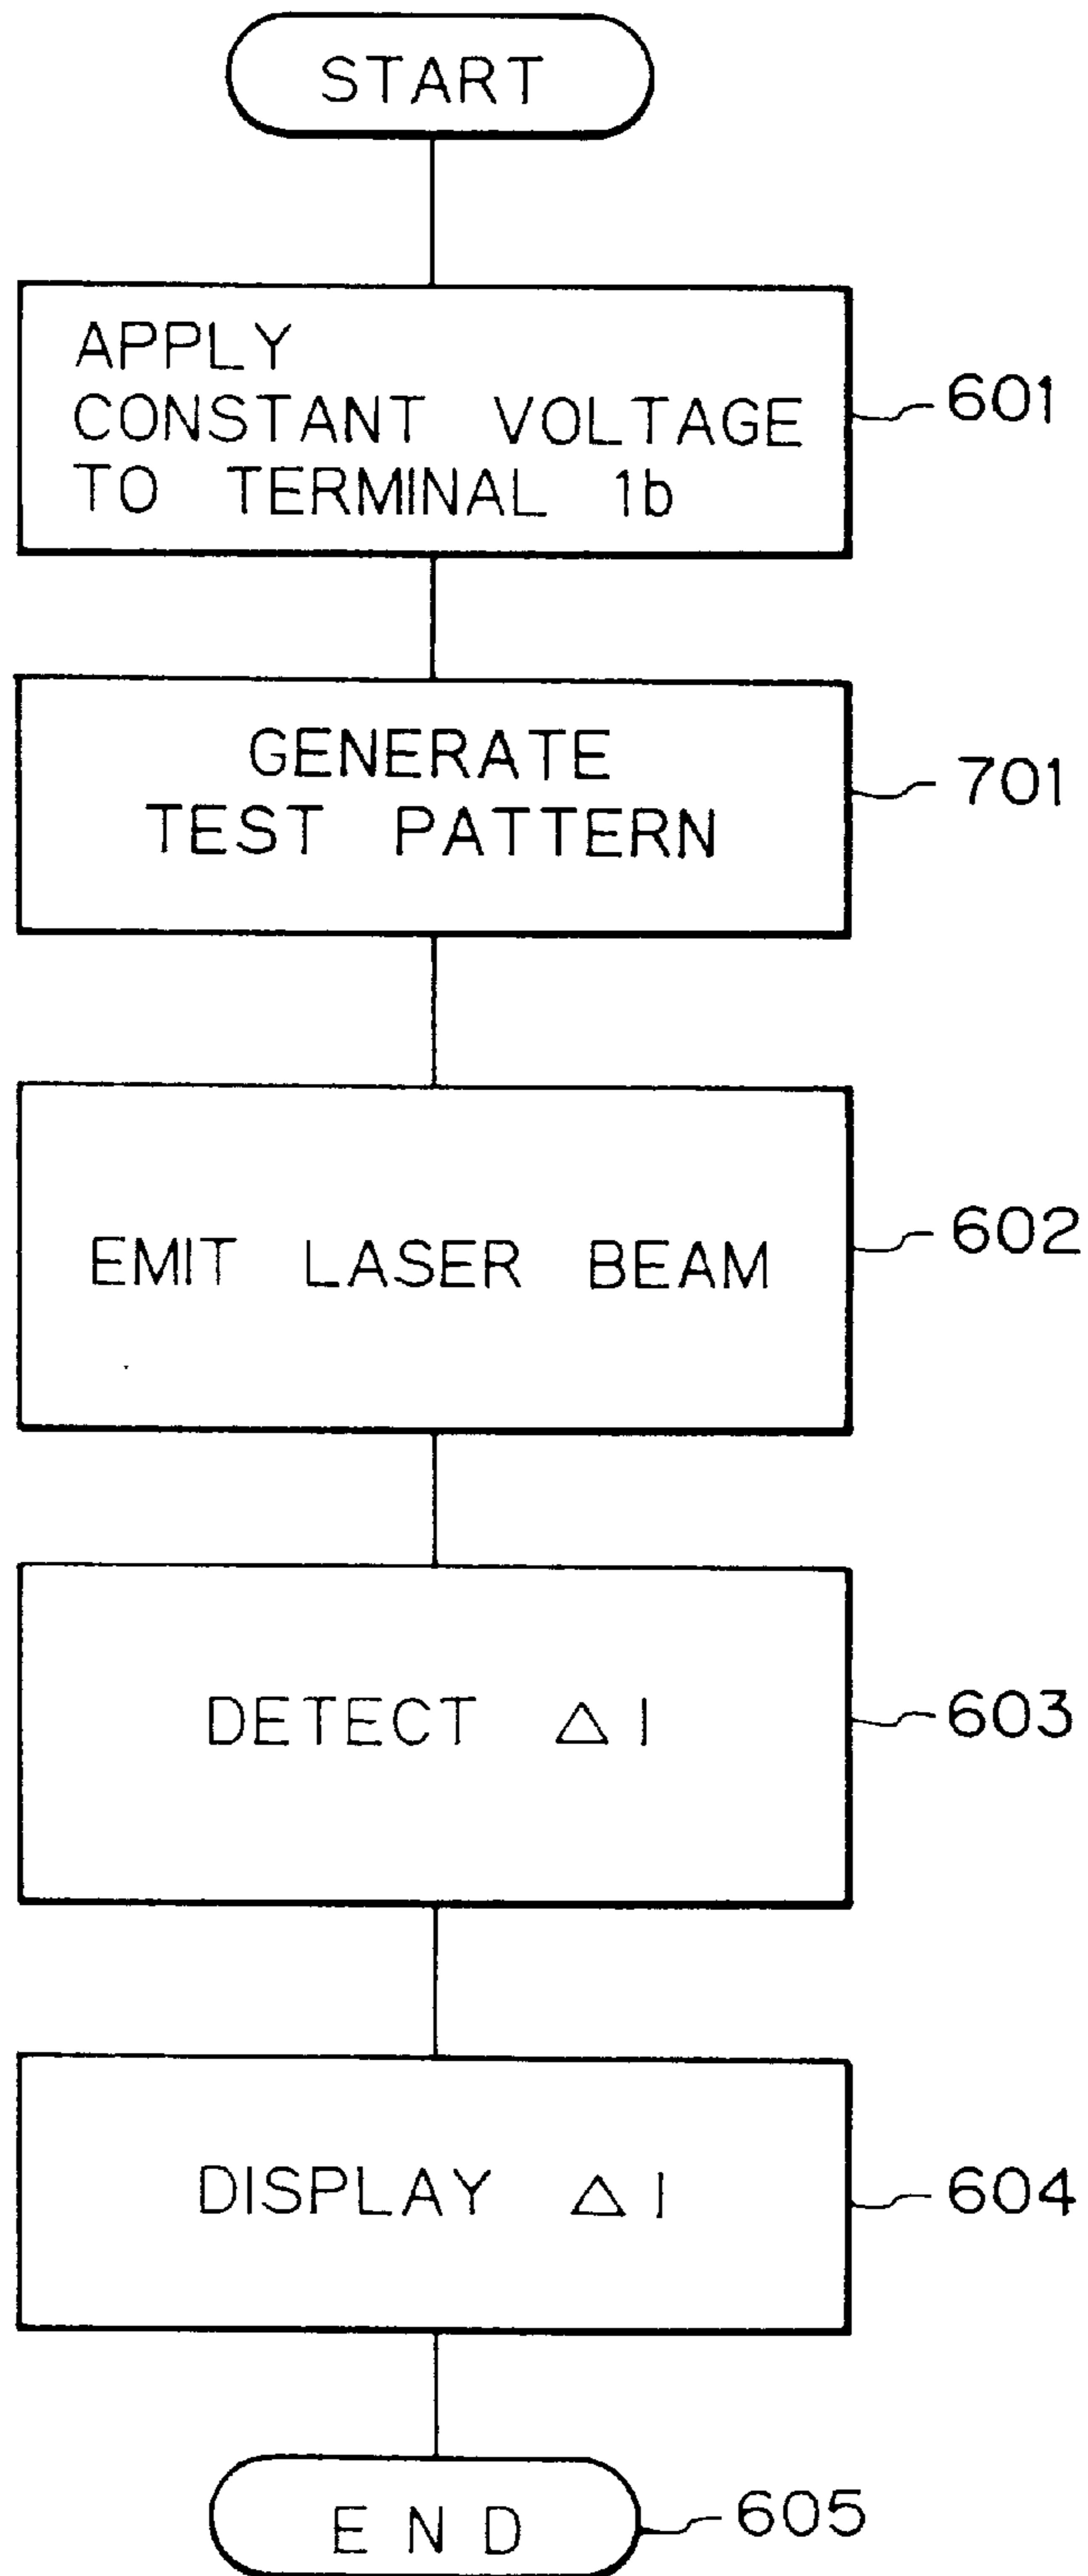 START
APPLY
CONSTANT VOLTAGE
TO TERMINAL 1b
601
GENERATE
TEST PATTERN
701
EMIT LASER BEAM
602
DETECT △I
603
DISPLAY △I
604
END
605